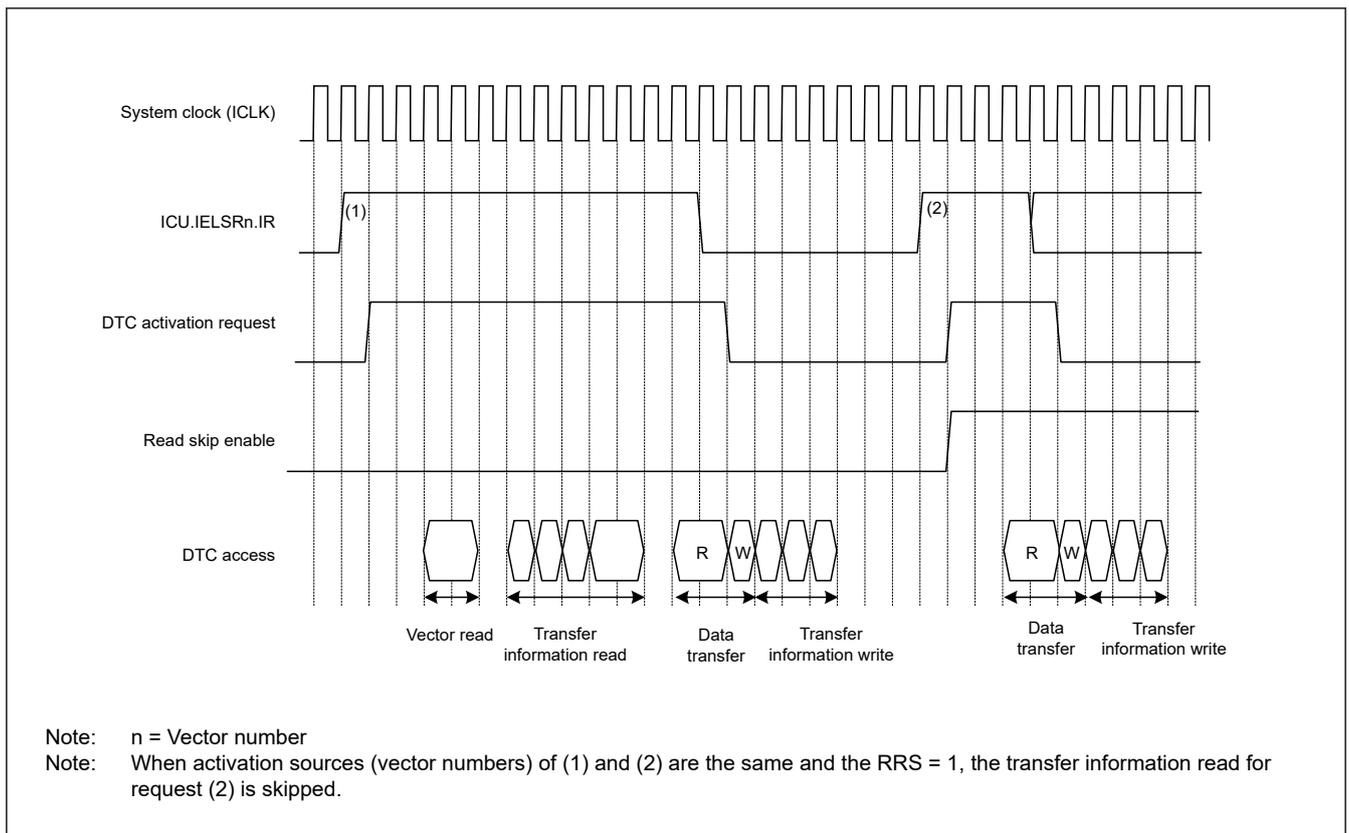 System clock (ICLK)
ICU.IELSRn.IR
(1)
(2)
DTC activation request
Read skip enable
DTC access
R
W
R
W
Vector read
Transfer
information read
Data
transfer
Transfer
information write
Data
transfer
Transfer
information write
Note: n = Vector number
Note: When activation sources (vector numbers) of (1) and (2) are the same and the RRS = 1, the transfer information read for
request (2) is skipped.